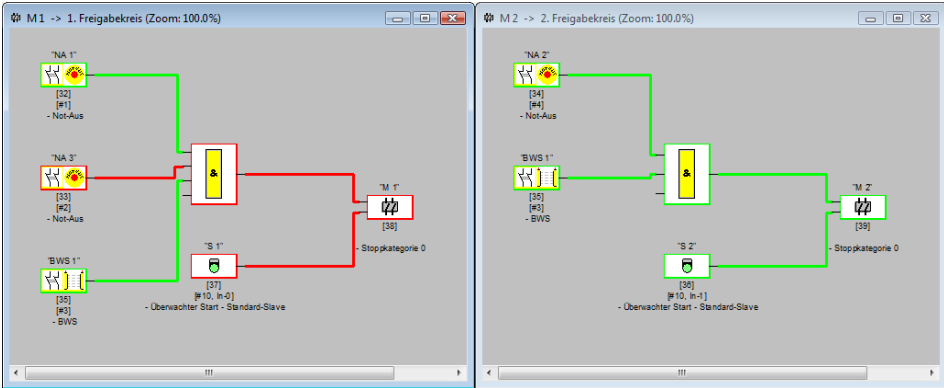 M 1 -> 1. Freigabekreis (Zoom: 100.0%)
"NA 1"
[32]
[#1]
- Not-Aus
"NA 3"
[33]
[#2]
- Not-Aus
"BWS 1"
[35]
[#3]
- BWS
&
"M 1"
[38]
- Stoppkategorie 0
"S 1"
[37]
[#10, In-0]
- Überwachter Start - Standard-Slave
M 2 -> 2. Freigabekreis (Zoom: 100.0%)
"NA 2"
[34]
[#4]
- Not-Aus
"BWS 1"
[35]
[#3]
- BWS
&
"M 2"
[39]
- Stoppkategorie 0
"S 2"
[36]
[#10, In-1]
- Überwachter Start - Standard-Slave